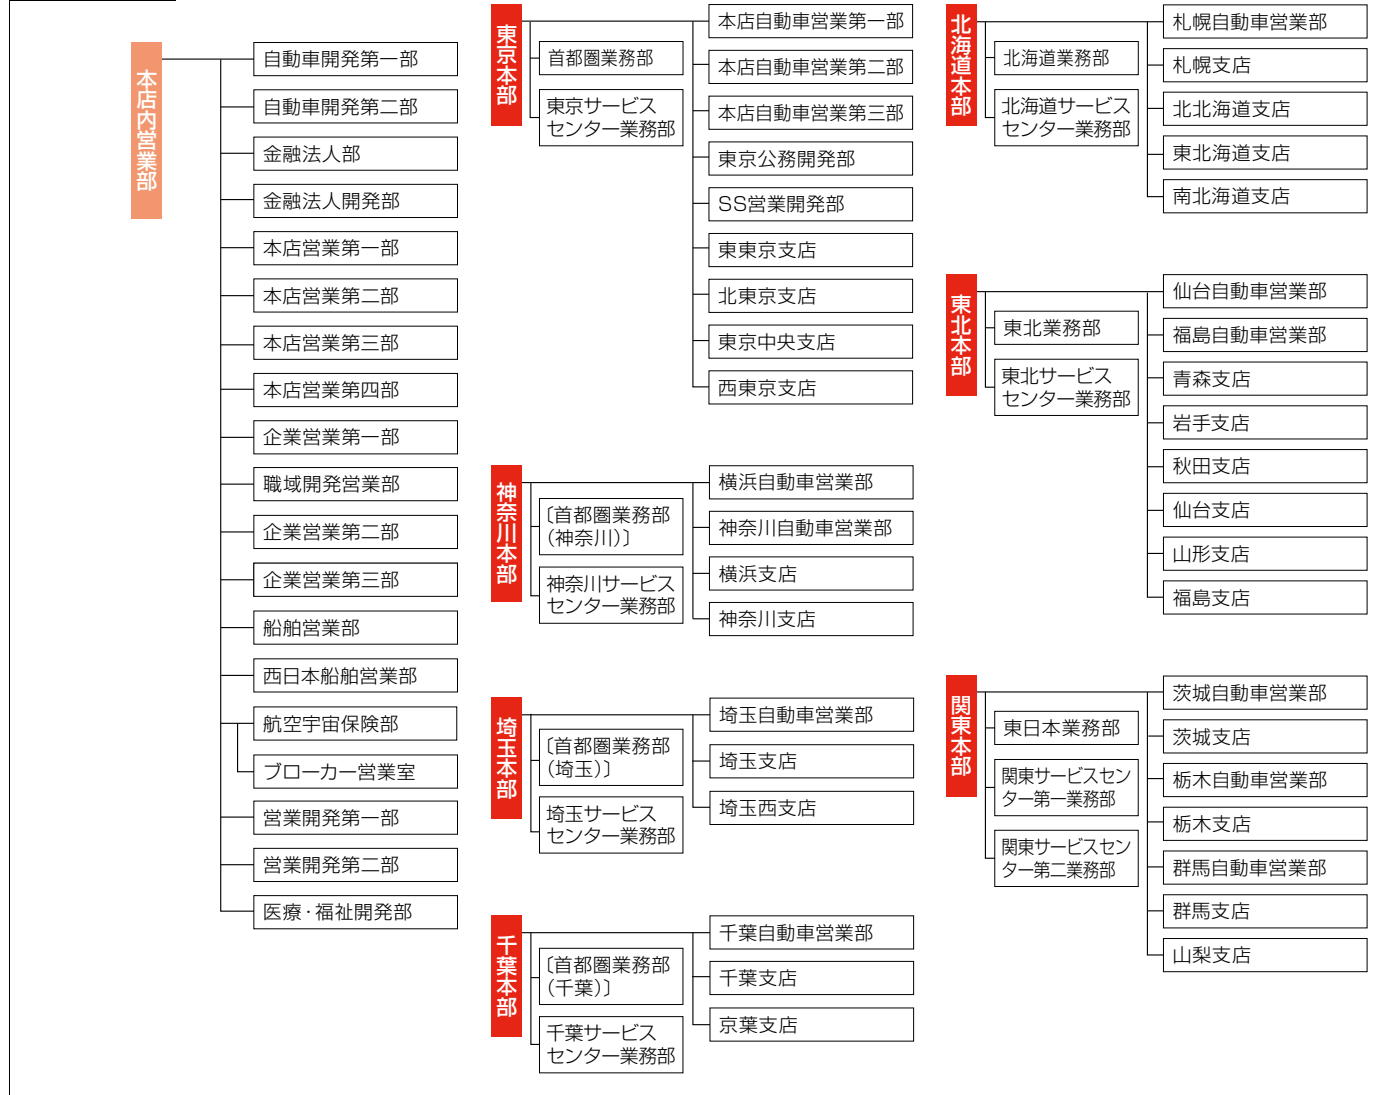 本店内営業部
自動車開発第一部
自動車開発第二部
金融法人部
金融法人開発部
本店営業第一部
本店営業第二部
本店営業第三部
本店営業第四部
企業営業第一部
職域開発営業部
企業営業第二部
企業営業第三部
船舶営業部
西日本船舶営業部
航空宇宙保険部
ブローカー営業室
営業開発第一部
営業開発第二部
医療・福祉開発部
東京本部
首都圏業務部
東京サービス
センター業務部
本店自動車営業第一部
本店自動車営業第二部
本店自動車営業第三部
東京公務開発部
SS営業開発部
東東京支店
北東京支店
東京中央支店
西東京支店
神奈川本部
〔首都圏業務部
(神奈川)〕
神奈川サービス
センター業務部
横浜自動車営業部
神奈川自動車営業部
横浜支店
神奈川支店
埼玉本部
〔首都圏業務部
(埼玉)〕
埼玉サービス
センター業務部
埼玉自動車営業部
埼玉支店
埼玉西支店
千葉本部
〔首都圏業務部
(千葉)〕
千葉サービス
センター業務部
千葉自動車営業部
千葉支店
京葉支店
北海道本部
北海道業務部
北海道サービス
センター業務部
札幌自動車営業部
札幌支店
北北海道支店
東北海道支店
南北海道支店
東北本部
東北業務部
東北サービス
センター業務部
仙台自動車営業部
福島自動車営業部
青森支店
岩手支店
秋田支店
仙台支店
山形支店
福島支店
関東本部
東日本業務部
関東サービスセン
ター第一業務部
関東サービスセン
ター第二業務部
茨城自動車営業部
茨城支店
栃木自動車営業部
栃木支店
群馬自動車営業部
群馬支店
山梨支店